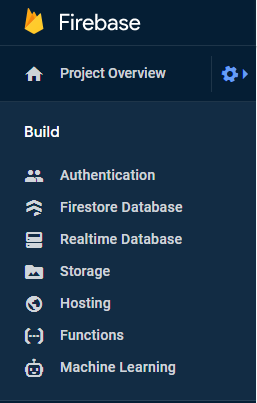 Firebase
Project Overview
Build
Authentication
Firestore Database
Realtime Database
Storage
Hosting
Functions
Machine Learning